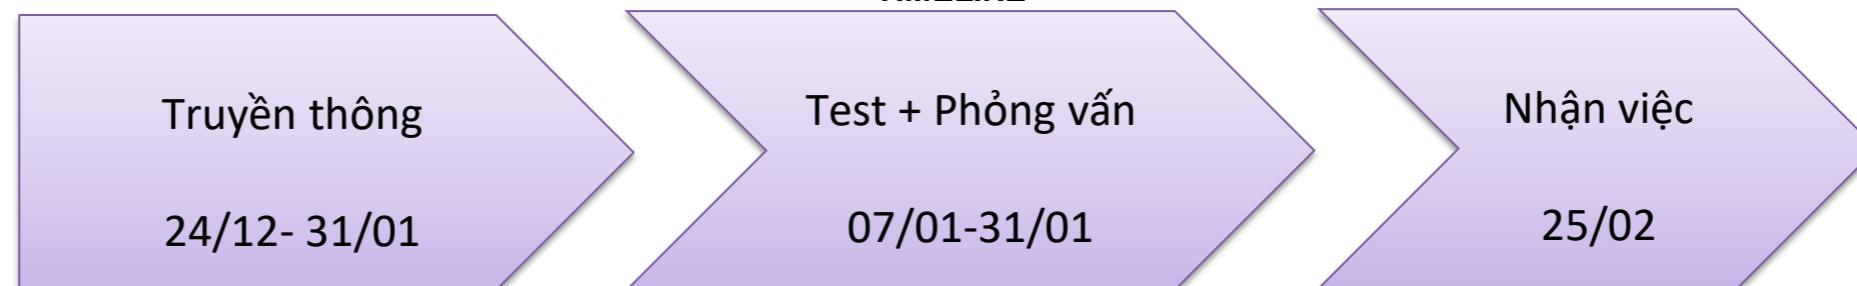 Truyền thông
24/12- 31/01
Test + Phỏng vấn
07/01-31/01
Nhận việc
25/02